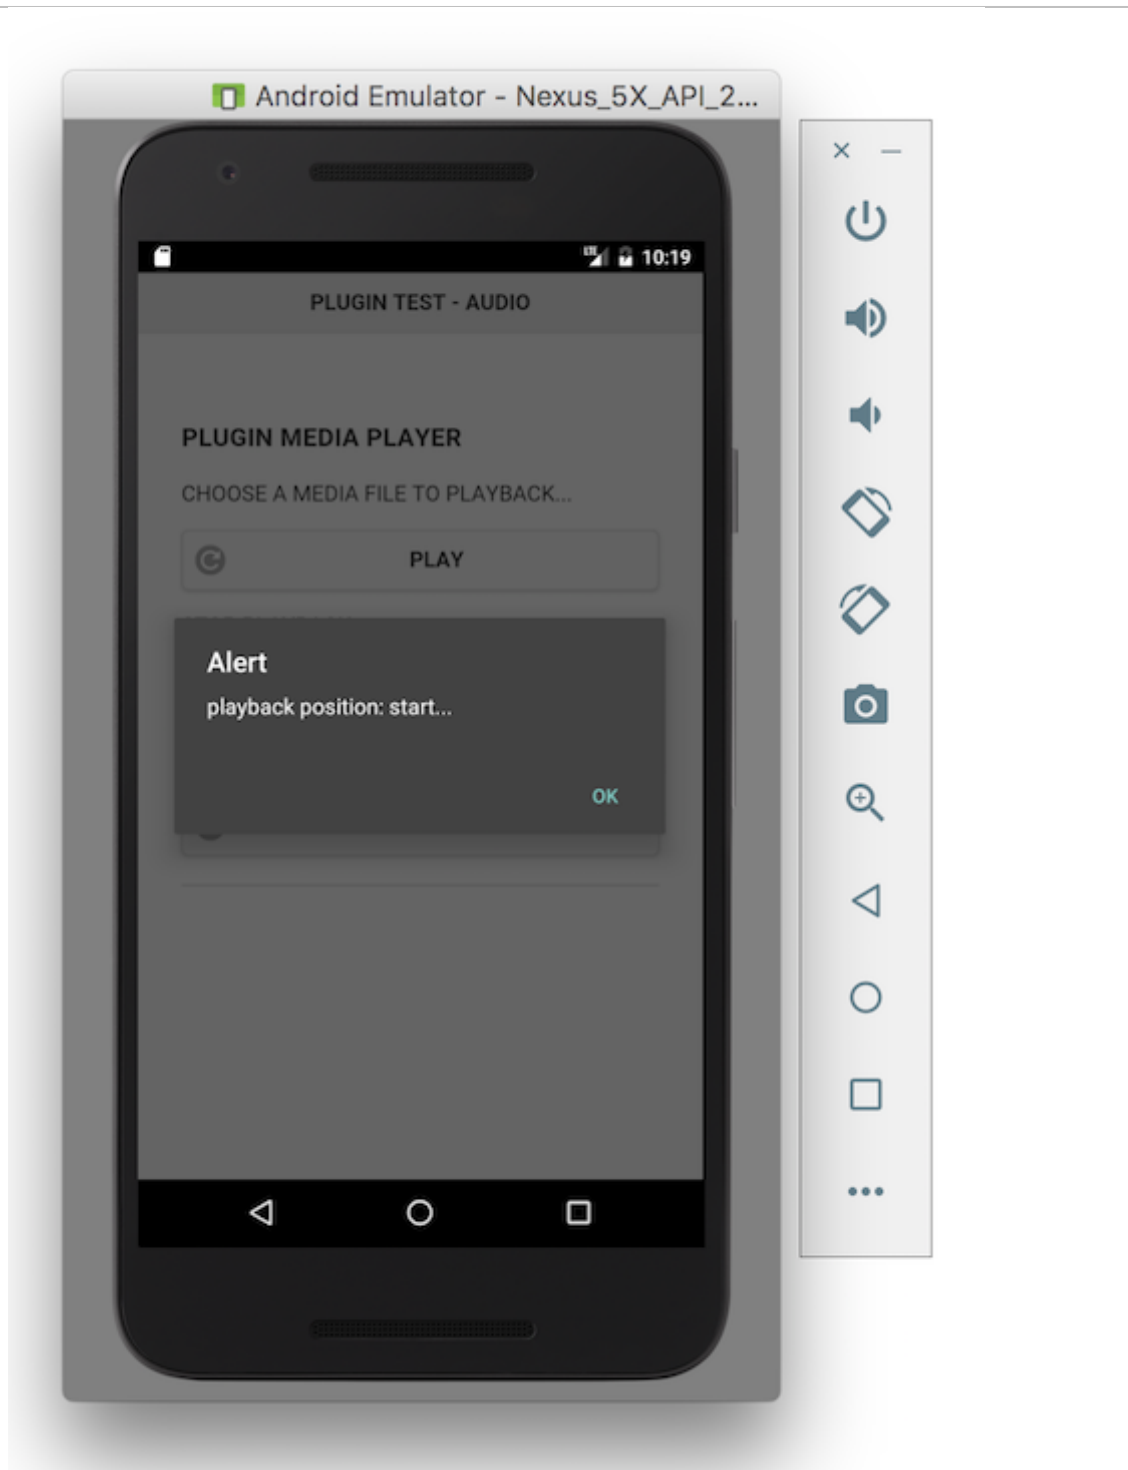 Android Emulator - Nexus_5X_API_2...
LTE 10:19
PLUGIN TEST - AUDIO
PLUGIN MEDIA PLAYER
CHOOSE A MEDIA FILE TO PLAYBACK...
PLAY
Alert
playback position: start...
OK